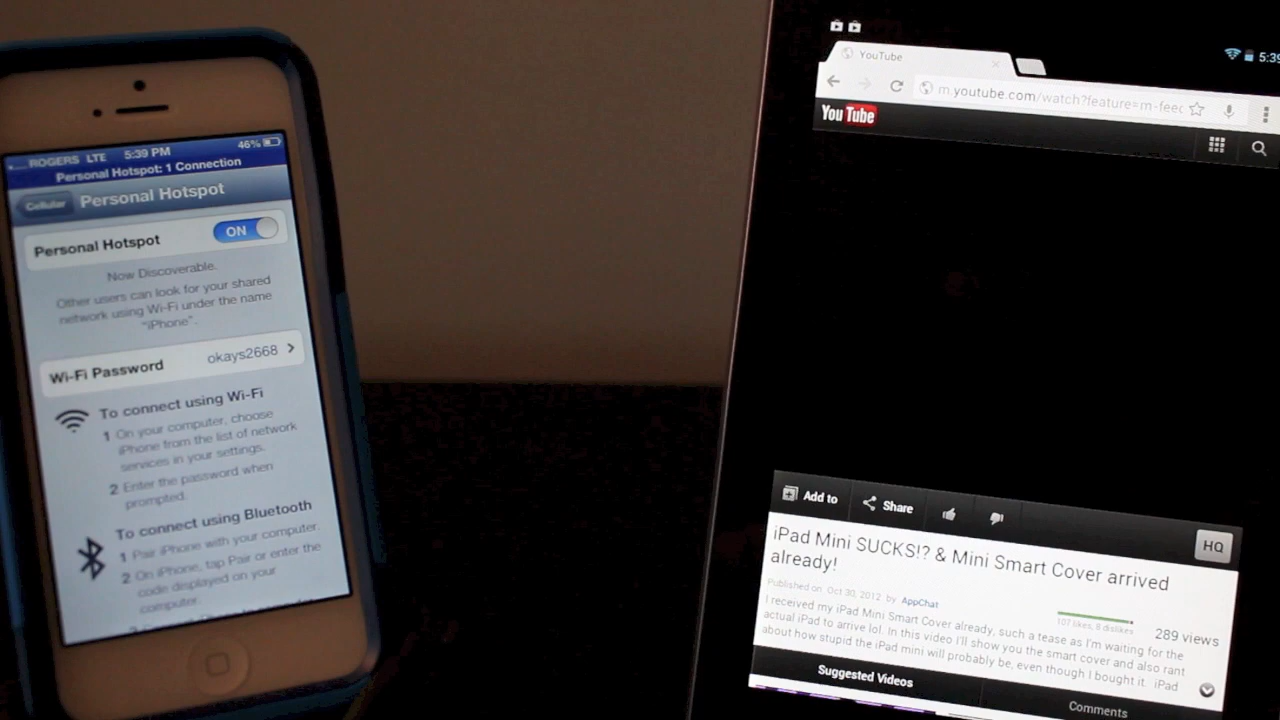 ROGERS LTE 5:39 PM 46%
Personal Hotspot: 1 Connection
Cellular Personal Hotspot
Personal Hotspot ON
Now Discoverable.
Other users can look for your shared
network using Wi-Fi under the name
"iPhone".
Wi-Fi Password okays2668
To connect using Wi-Fi
1 On your computer, choose
iPhone from the list of network
services in your settings.
2 Enter the password when
prompted.
To connect using Bluetooth
1 Pair iPhone with your computer.
2 On iPhone, tap Pair or enter the
code displayed on your
computer.
5:39
YouTube
m.youtube.com/watch?feature=m-feec
YouTube
Add to Share
HQ
iPad Mini SUCKS!? & Mini Smart Cover arrived
already!
Published on Oct 30, 2012 by AppChat
107 likes, 8 dislikes
289 views
I received my iPad Mini Smart Cover already, such a tease as I'm waiting for the
actual iPad to arrive lol. In this video I'll show you the smart cover and also rant
about how stupid the iPad mini will probably be, even though I bought it. iPad
Suggested Videos
Comments